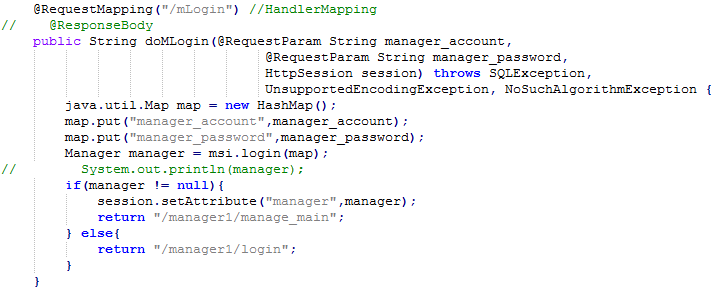 @RequestMapping("/mLogin") //HandlerMapping
//    @ResponseBody
    public String doMLogin(@RequestParam String manager_account,
                                 @RequestParam String manager_password,
                                 HttpSession session) throws SQLException,
                                 UnsupportedEncodingException, NoSuchAlgorithmException {
        java.util.Map map = new HashMap();
        map.put("manager_account",manager_account);
        map.put("manager_password",manager_password);
        Manager manager = msi.login(map);
//        System.out.println(manager);
        if(manager != null){
            session.setAttribute("manager",manager);
            return "/manager1/manage_main";
        } else{
            return "/manager1/login";
        }
    }